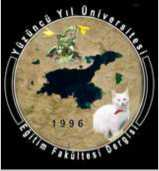 Yüzüncü Yıl Üniversitesi
1996
Eğitim Fakültesi Dergisi